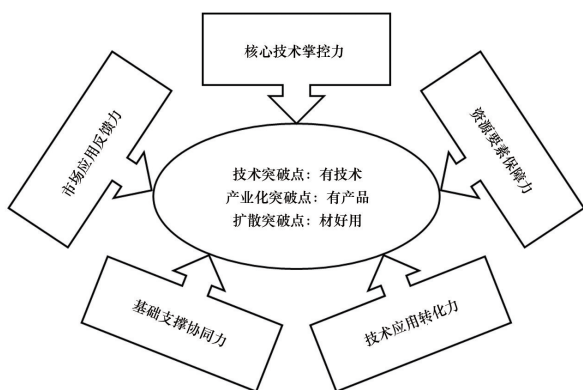 核心技术掌控力
市场应用反馈力
资源要素保障力
技术突破点：有技术
产业化突破点：有产品
扩散突破点：材好用
基础支撑协同力
技术应用转化力